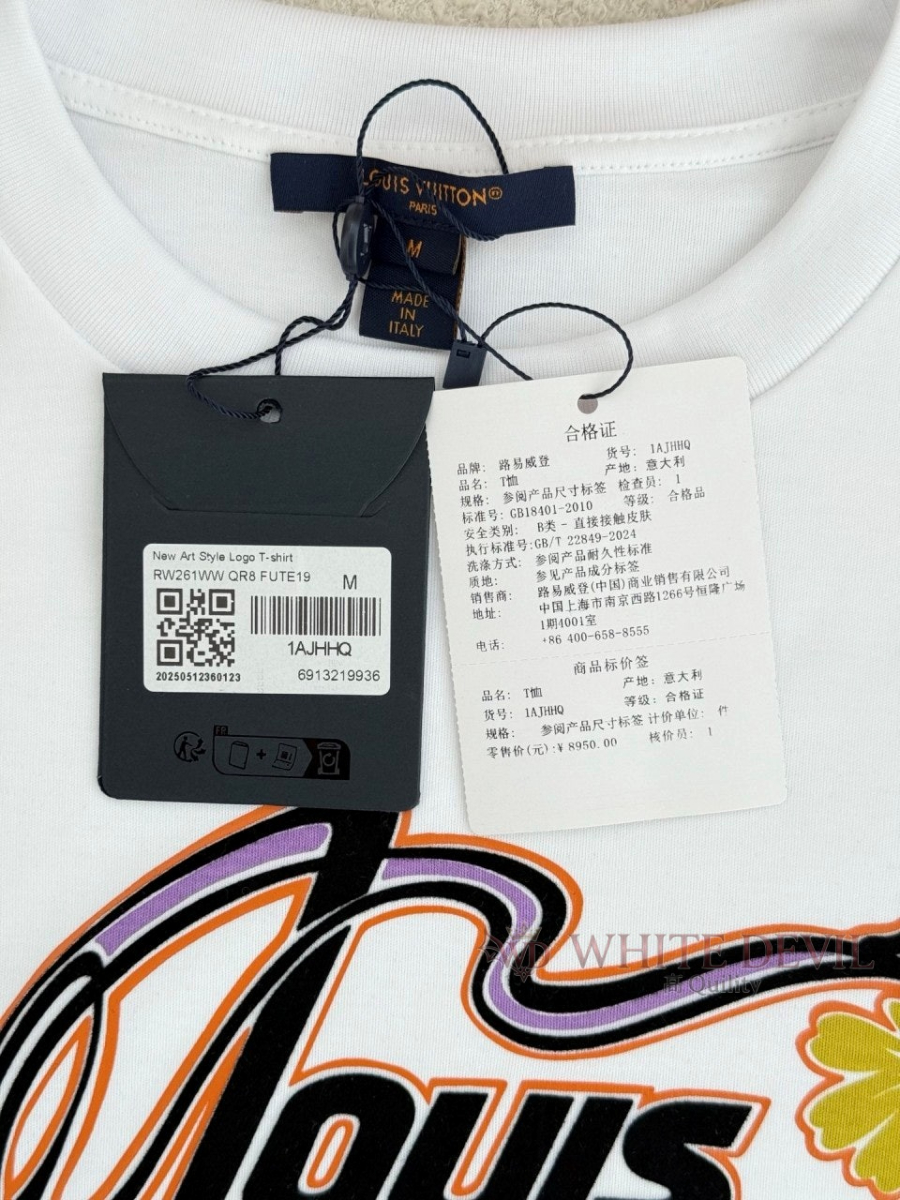 LOUIS VUITTON
PARIS
M
MADE
IN
ITALY
New Art Style Logo T-shirt
RW261WW QR8 FUTE19
M
1AJHHQ
20250512360123
6913219936
FR
+
合格证
品牌: 路易威登 货号: 1AJHHQ
品名: T恤 产地: 意大利
规格: 参阅产品尺寸标签 检查员: 1
标准号: GB18401-2010 等级: 合格品
安全类别: B类 - 直接接触皮肤
执行标准号:GB/T 22849-2024
洗涤方式: 参阅产品耐久性标准
质地: 参见产品成分标签
销售商: 路易威登(中国)商业销售有限公司
地址: 中国上海市南京西路1266号恒隆广场
1期4001室
电话: +86 400-658-8555
商品标价签
品名: T恤 产地: 意大利
货号: 1AJHHQ 等级: 合格证
规格: 参阅产品尺寸标签 计价单位: 件
零售价(元):¥ 8950.00 核价员: 1
WHITE DEVIL
高 Quility
Louis